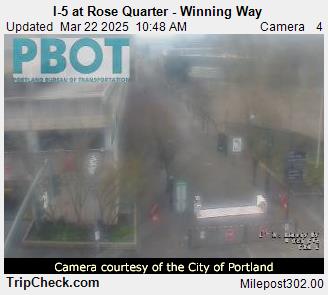 I-5 at Rose Quarter - Winning Way
Updated Mar 22 2025 10:48 AM Camera 4
PBOT
PORTLAND BUREAU OF TRANSPORTATION
Camera courtesy of the City of Portland
TripCheck.com Milepost302.00